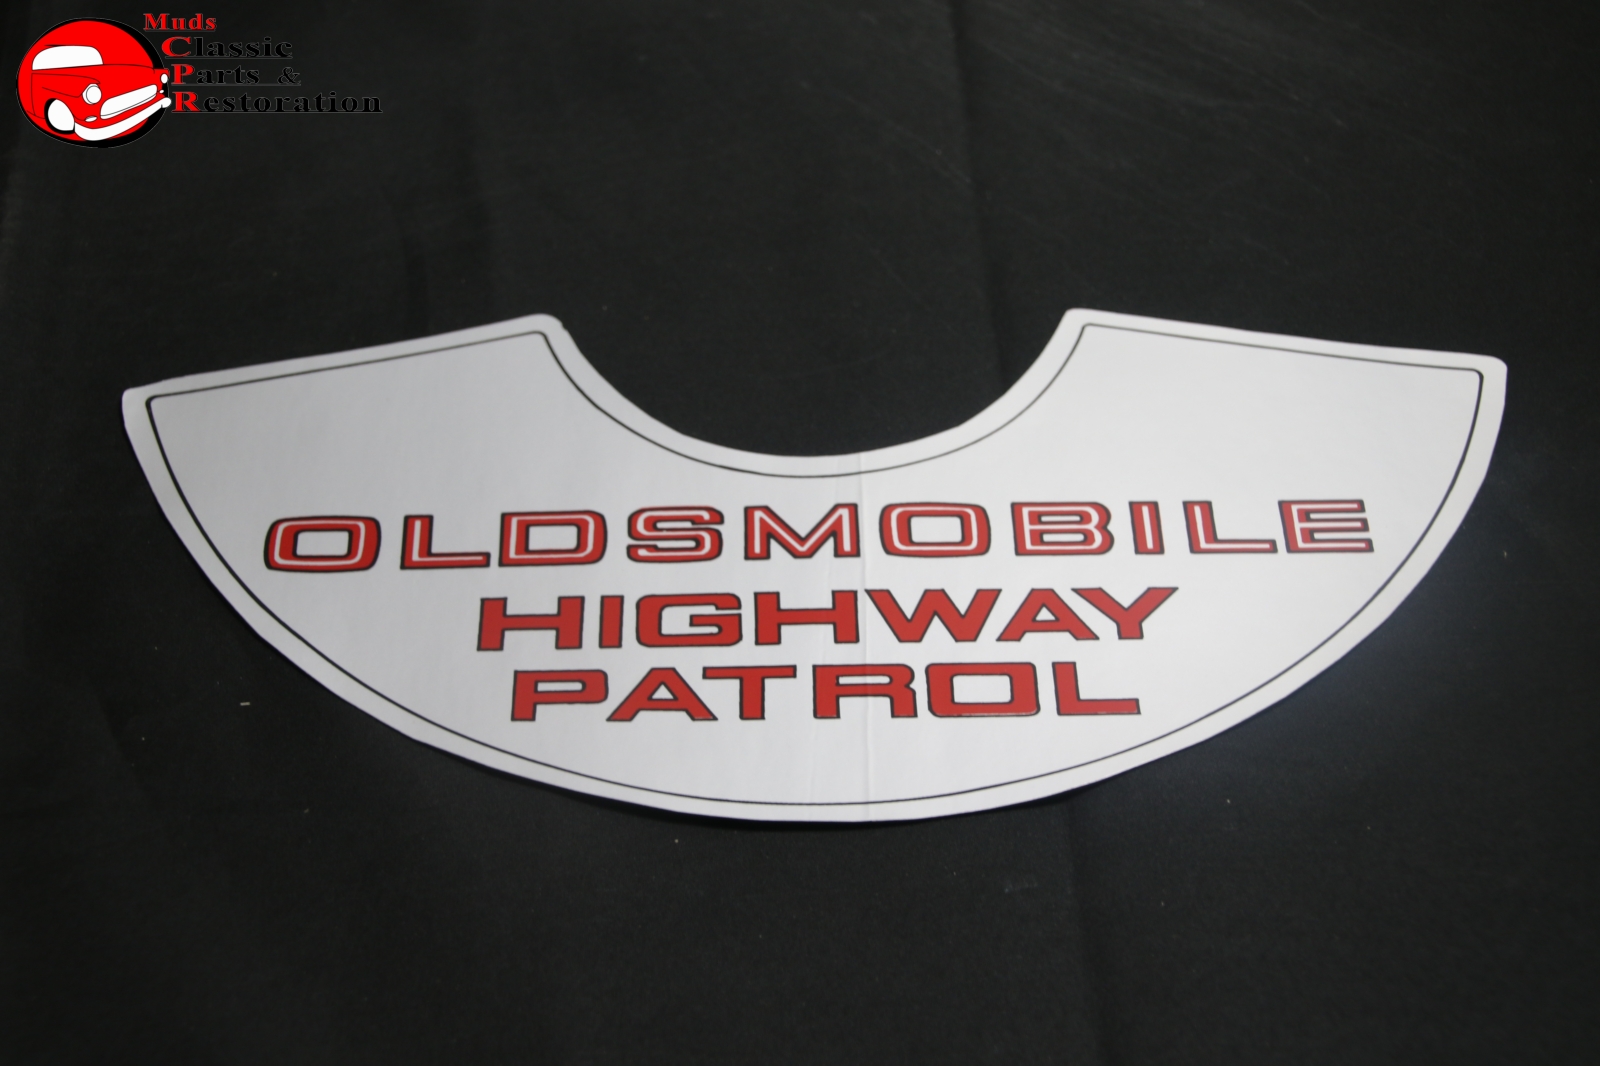 Muds
Classic
Parts &
Restoration
OLDSMOBILE
HIGHWAY
PATROL